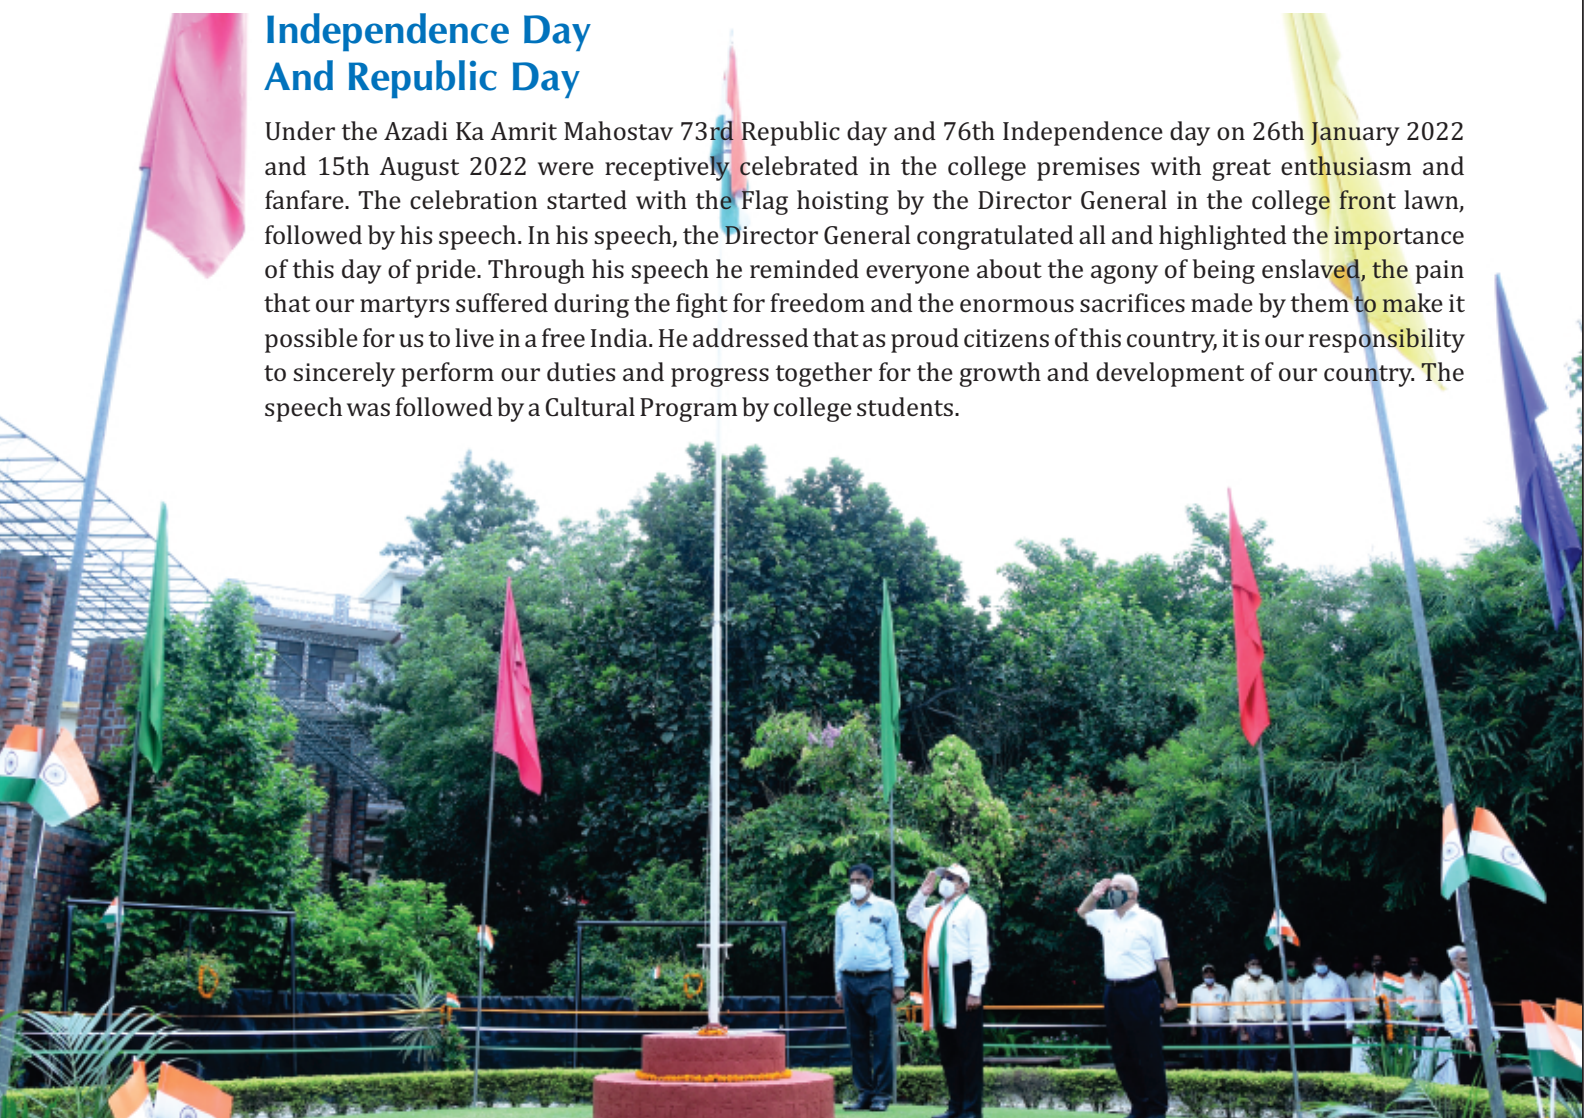 Independence Day
And Republic Day
Under the Azadi Ka Amrit Mahostav 73rd Republic day and 76th Independence day on 26th January 2022
and 15th August 2022 were receptively celebrated in the college premises with great enthusiasm and
fanfare. The celebration started with the Flag hoisting by the Director General in the college front lawn,
followed by his speech. In his speech, the Director General congratulated all and highlighted the importance
of this day of pride. Through his speech he reminded everyone about the agony of being enslaved, the pain
that our martyrs suffered during the fight for freedom and the enormous sacrifices made by them to make it
possible for us to live in a free India. He addressed that as proud citizens of this country, it is our responsibility
to sincerely perform our duties and progress together for the growth and development of our country. The
speech was followed by a Cultural Program by college students.